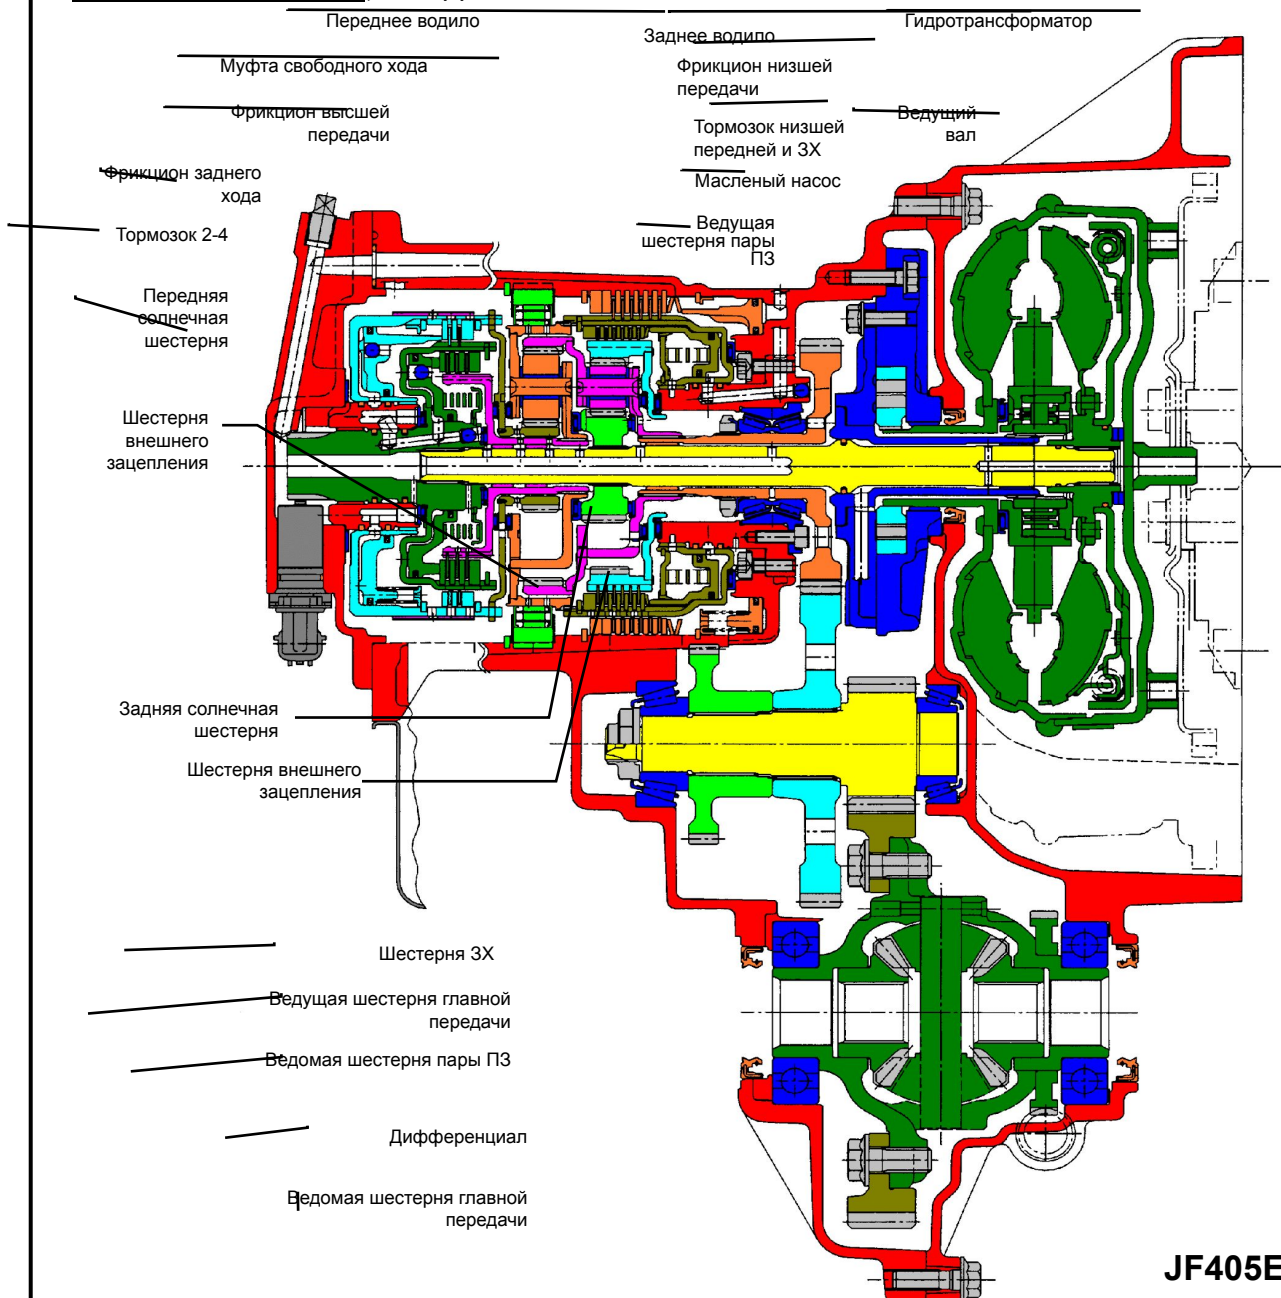 Переднее водило
Гидротрансформатор
Заднее водило
Муфта свободного хода
Фрикцион низшей
передачи
Фрикцион высшей
передачи
Ведущий
вал
Тормозок низшей
передней и ЗХ
Фрикцион заднего
хода
Масленый насос
Тормозок 2-4
Ведущая
шестерня пары
ПЗ
Передняя
солнечная
шестерня
Шестерня
внешнего
зацепления
Задняя солнечная
шестерня
Шестерня внешнего
зацепления
Шестерня ЗХ
Ведущая шестерня главной
передачи
Ведомая шестерня пары ПЗ
Дифференциал
Ведомая шестерня главной
передачи
JF405E